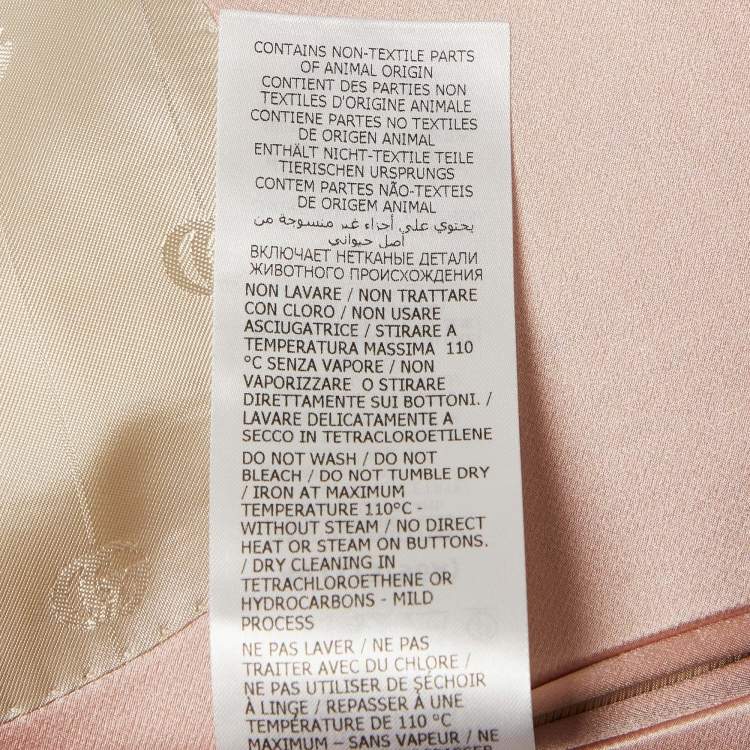 CONTAINS NON-TEXTILE PARTS
OF ANIMAL ORIGIN
CONTIENT DES PARTIES NON
TEXTILES D'ORIGINE ANIMALE
CONTIENE PARTES NO TEXTILES
DE ORIGEN ANIMAL
ENTHÄLT NICHT-TEXTILE TEILE
TIERISCHEN URSPRUNGS
CONTEM PARTES NÃO-TEXTEIS
DE ORIGEM ANIMAL
يحتوي على أجزاء غير منسوجة من
أصل حيواني
ВКЛЮЧАЕТ НЕТКАНЫЕ ДЕТАЛИ
ЖИВОТНОГО ПРОИСХОЖДЕНИЯ
NON LAVARE / NON TRATTARE
CON CLORO / NON USARE
ASCIUGATRICE / STIRARE A
TEMPERATURA MASSIMA 110
°C SENZA VAPORE / NON
VAPORIZZARE O STIRARE
DIRETTAMENTE SUI BOTTONI. /
LAVARE DELICATAMENTE A
SECCO IN TETRACLOROETILENE
DO NOT WASH / DO NOT
BLEACH / DO NOT TUMBLE DRY
/ IRON AT MAXIMUM
TEMPERATURE 110°C -
WITHOUT STEAM / NO DIRECT
HEAT OR STEAM ON BUTTONS.
/ DRY CLEANING IN
TETRACHLOROETHENE OR
HYDROCARBONS - MILD
PROCESS
NE PAS LAVER / NE PAS
TRAITER AVEC DU CHLORE /
NE PAS UTILISER DE SÉCHOIR
À LINGE / REPASSER À UNE
TEMPÉRATURE DE 110 °C
MAXIMUM – SANS VAPEUR / NE